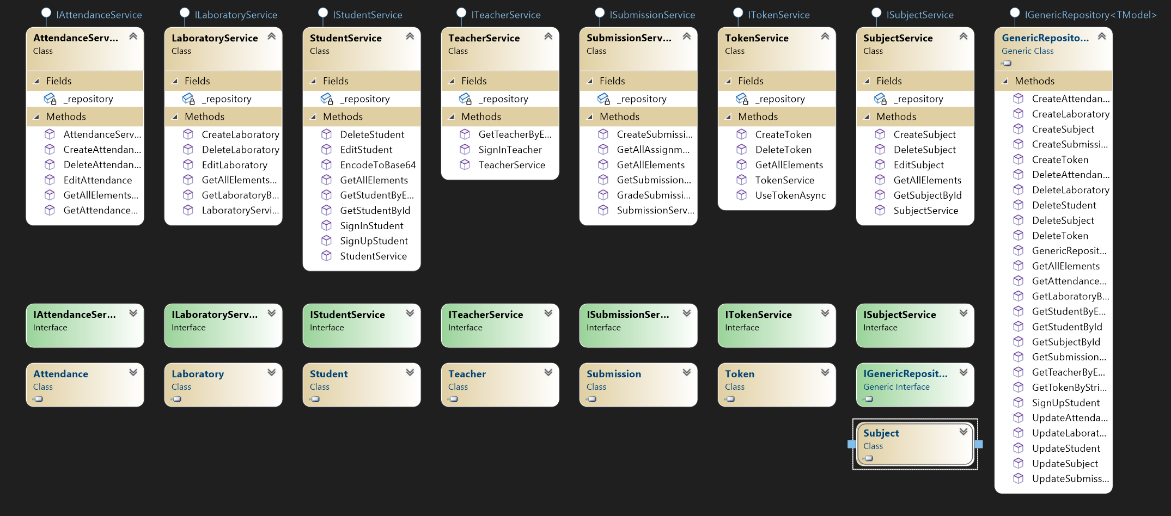 IAttendanceService
AttendanceServ...
Class
Fields
_repository
Methods
AttendanceServ...
CreateAttendan...
DeleteAttendan...
EditAttendance
GetAllElements...
GetAttendance...
ILaboratoryService
LaboratoryService
Class
Fields
_repository
Methods
CreateLaboratory
DeleteLaboratory
EditLaboratory
GetAllElements...
GetLaboratoryB...
LaboratoryServi...
IStudentService
StudentService
Class
Fields
_repository
Methods
DeleteStudent
EditStudent
EncodeToBase64
GetAllElements
GetStudentByE...
GetStudentById
SignInStudent
SignUpStudent
StudentService
ITeacherService
TeacherService
Class
Fields
_repository
Methods
GetTeacherByE...
SignInTeacher
TeacherService
ISubmissionService
SubmissionServ...
Class
Fields
_repository
Methods
CreateSubmissi...
GetAllAssignm...
GetAllElements
GetSubmission...
GradeSubmissi...
SubmissionServ...
ITokenService
TokenService
Class
Fields
_repository
Methods
CreateToken
DeleteToken
GetAllElements
TokenService
UseTokenAsync
ISubjectService
SubjectService
Class
Fields
_repository
Methods
CreateSubject
DeleteSubject
EditSubject
GetAllElements
GetSubjectById
SubjectService
IGenericRepository<TModel>
GenericReposito...
Generic Class
Methods
CreateAttendan...
CreateLaboratory
CreateSubject
CreateSubmissi...
CreateToken
DeleteAttendan...
DeleteLaboratory
DeleteStudent
DeleteSubject
DeleteToken
GenericReposit...
GetAllElements
GetAttendance...
GetLaboratoryB...
GetStudentByE...
GetStudentById
GetSubjectById
GetSubmission...
GetTeacherByE...
GetTokenByStri...
SignUpStudent
UpdateAttenda...
UpdateLaborat...
UpdateStudent
UpdateSubject
UpdateSubmiss...
IAttendanceSer...
Interface
ILaboratoryServ...
Interface
IStudentService
Interface
ITeacherService
Interface
ISubmissionSer...
Interface
ITokenService
Interface
ISubjectService
Interface
Attendance
Class
Laboratory
Class
Student
Class
Teacher
Class
Submission
Class
Token
Class
IGenericReposit...
Generic Interface
Subject
Class